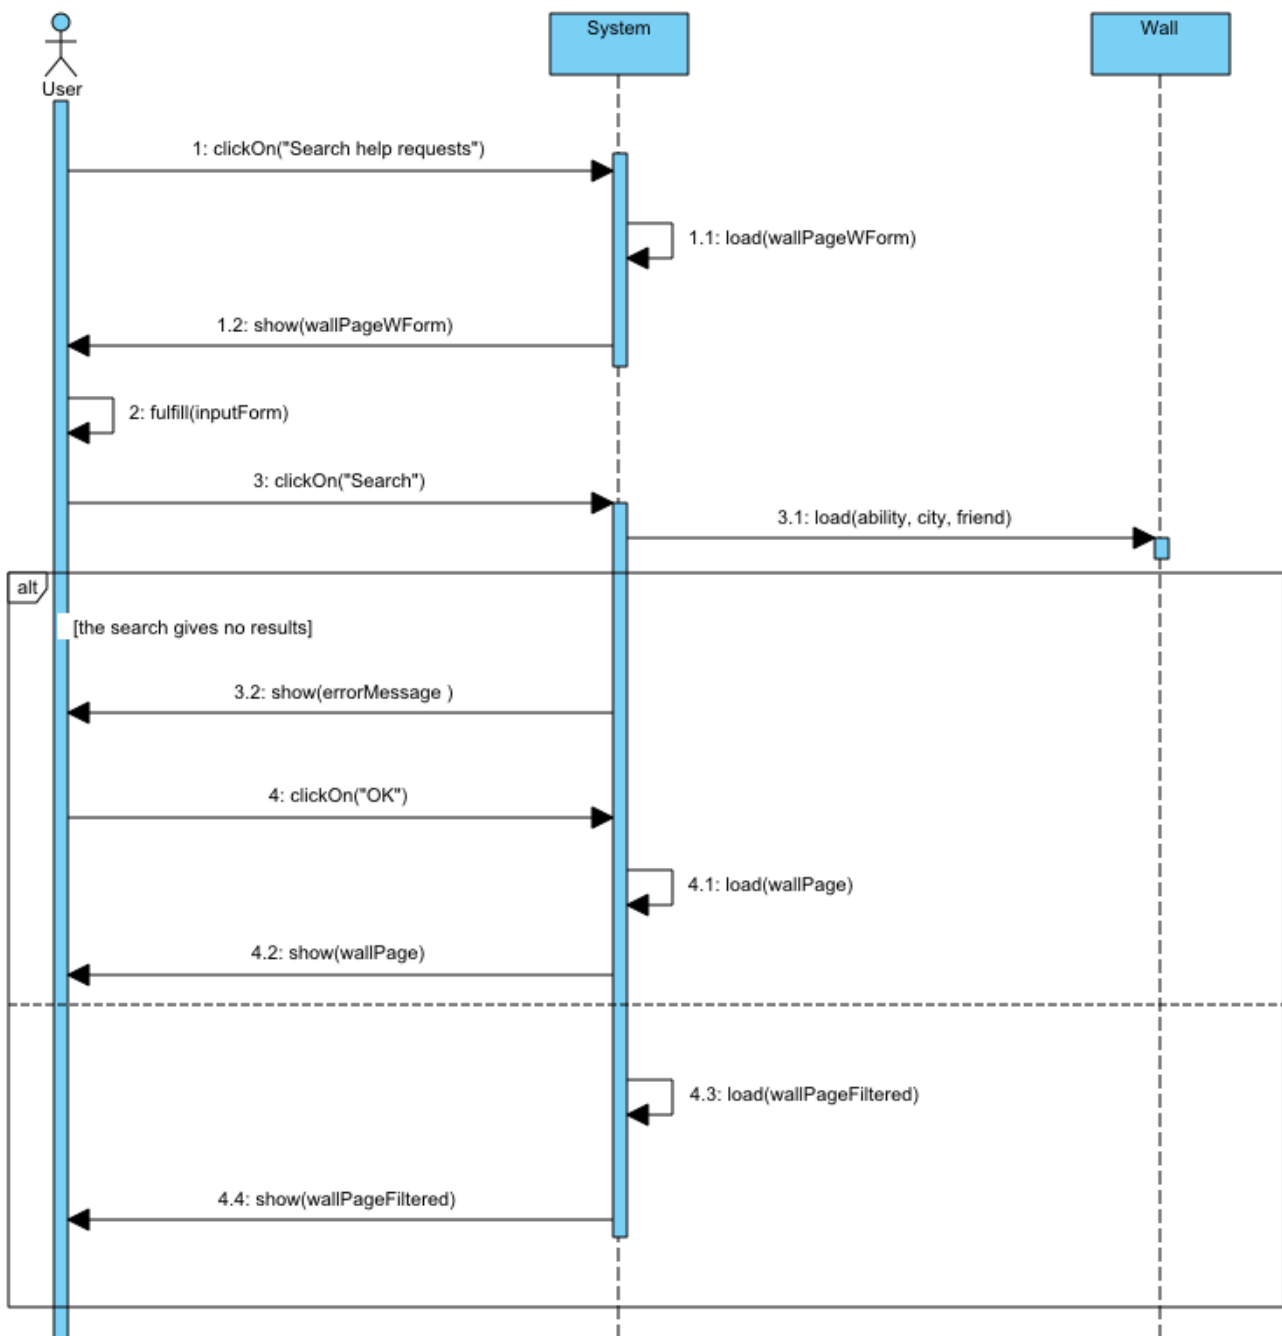 System
Wall
User
1: clickOn("Search help requests")
1.1: load(wallPageWForm)
1.2: show(wallPageWForm)
2: fulfill(inputForm)
3: clickOn("Search")
3.1: load(ability, city, friend)
alt
[the search gives no results]
3.2: show(errorMessage )
4: clickOn("OK")
4.1: load(wallPage)
4.2: show(wallPage)
4.3: load(wallPageFiltered)
4.4: show(wallPageFiltered)